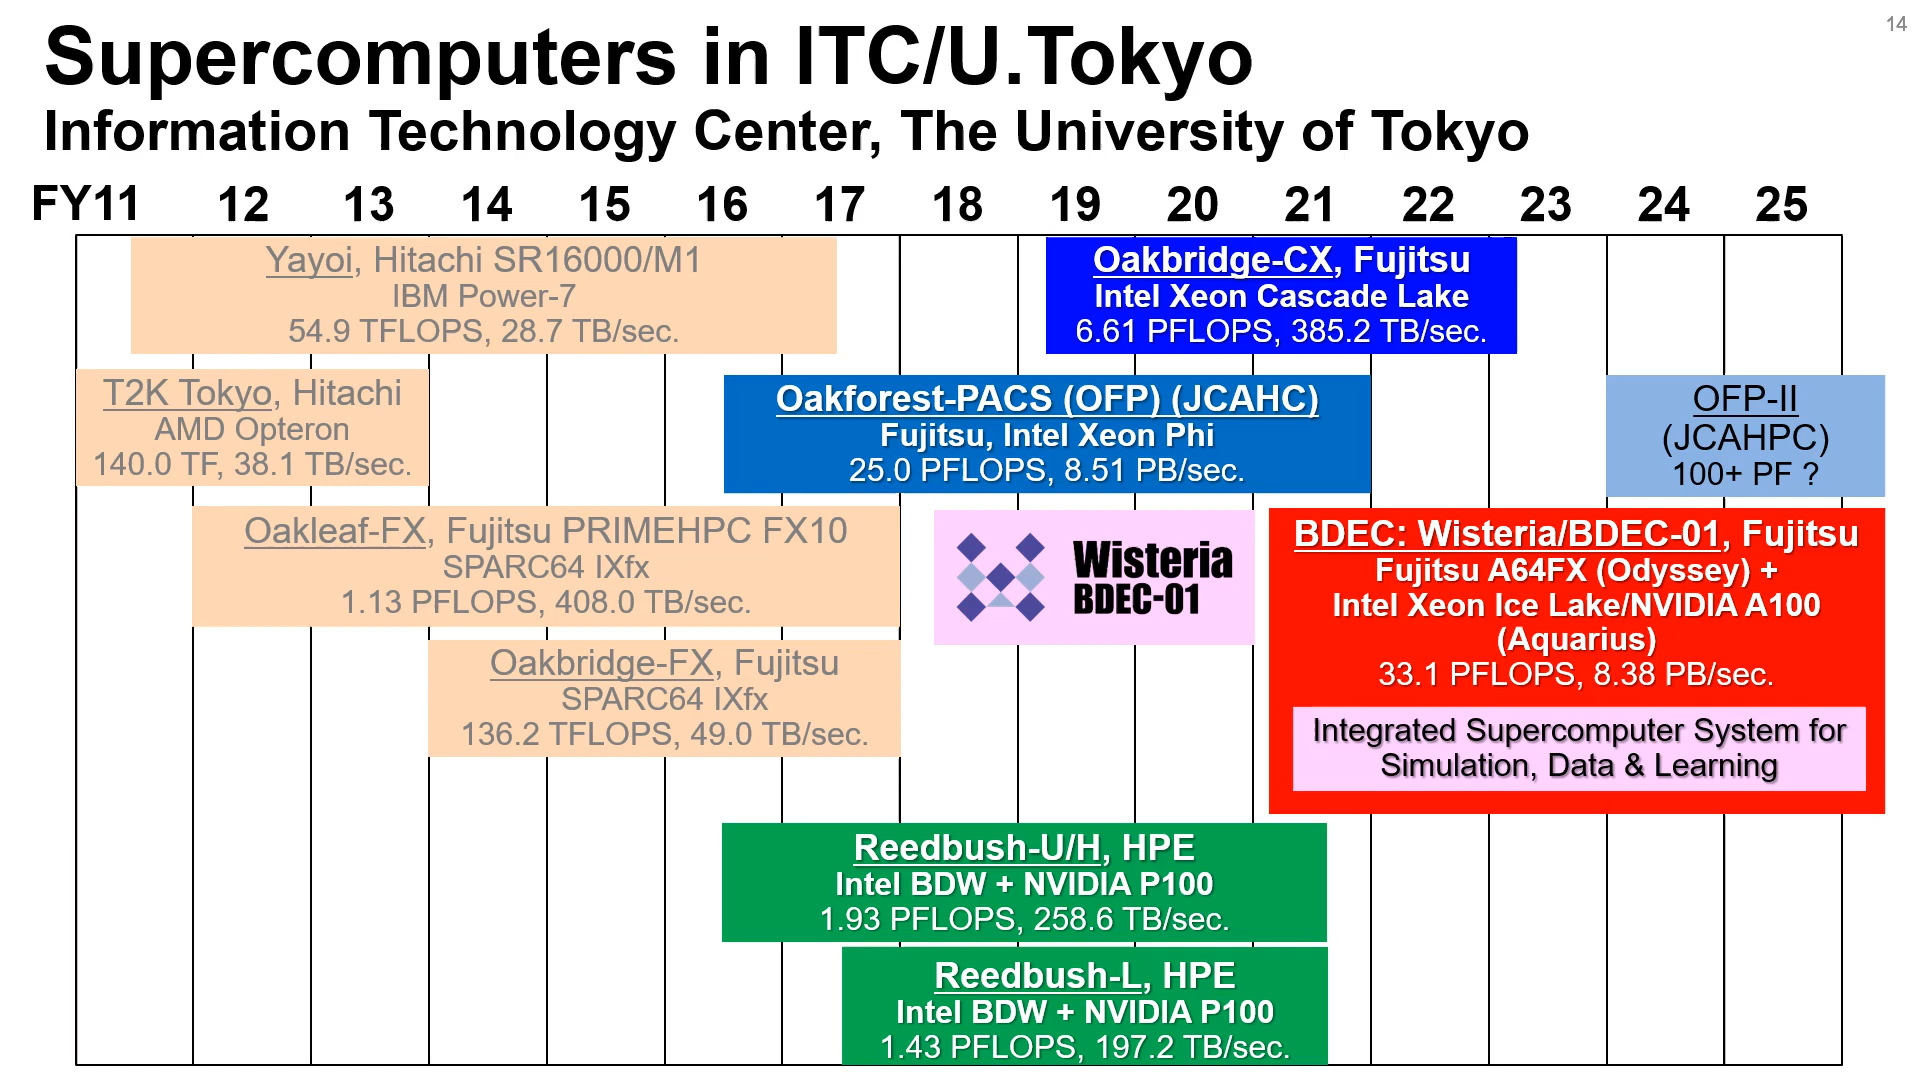 14
Supercomputers in ITC/U.Tokyo
Information Technology Center, The University of Tokyo
FY11 12 13 14 15 16 17 18 19 20 21 22 23 24 25
Yayoi, Hitachi SR16000/M1
IBM Power-7
54.9 TFLOPS, 28.7 TB/sec.
Oakbridge-CX, Fujitsu
Intel Xeon Cascade Lake
6.61 PFLOPS, 385.2 TB/sec.
T2K Tokyo, Hitachi
AMD Opteron
140.0 TF, 38.1 TB/sec.
Oakforest-PACS (OFP) (JCAHC)
Fujitsu, Intel Xeon Phi
25.0 PFLOPS, 8.51 PB/sec.
OFP-II
(JCAHPC)
100+ PF ?
Oakleaf-FX, Fujitsu PRIMEHPC FX10
SPARC64 IXfx
1.13 PFLOPS, 408.0 TB/sec.
Wisteria
BDEC-01
BDEC: Wisteria/BDEC-01, Fujitsu
Fujitsu A64FX (Odyssey) +
Intel Xeon Ice Lake/NVIDIA A100
(Aquarius)
33.1 PFLOPS, 8.38 PB/sec.
Integrated Supercomputer System for
Simulation, Data & Learning
Oakbridge-FX, Fujitsu
SPARC64 IXfx
136.2 TFLOPS, 49.0 TB/sec.
Reedbush-U/H, HPE
Intel BDW + NVIDIA P100
1.93 PFLOPS, 258.6 TB/sec.
Reedbush-L, HPE
Intel BDW + NVIDIA P100
1.43 PFLOPS, 197.2 TB/sec.